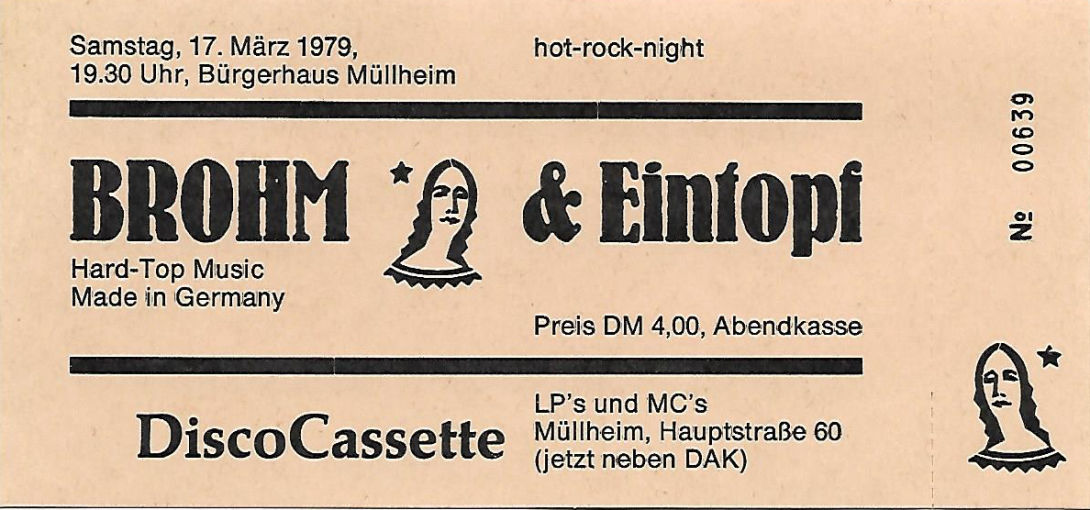 Samstag, 17. März 1979,
19.30 Uhr, Bürgerhaus Müllheim
hot-rock-night
BROHM & Eintopf
Hard-Top Music
Made in Germany
Preis DM 4,00, Abendkasse
DiscoCassette
LP's und MC's
Müllheim, Hauptstraße 60
(jetzt neben DAK)
№ 00639